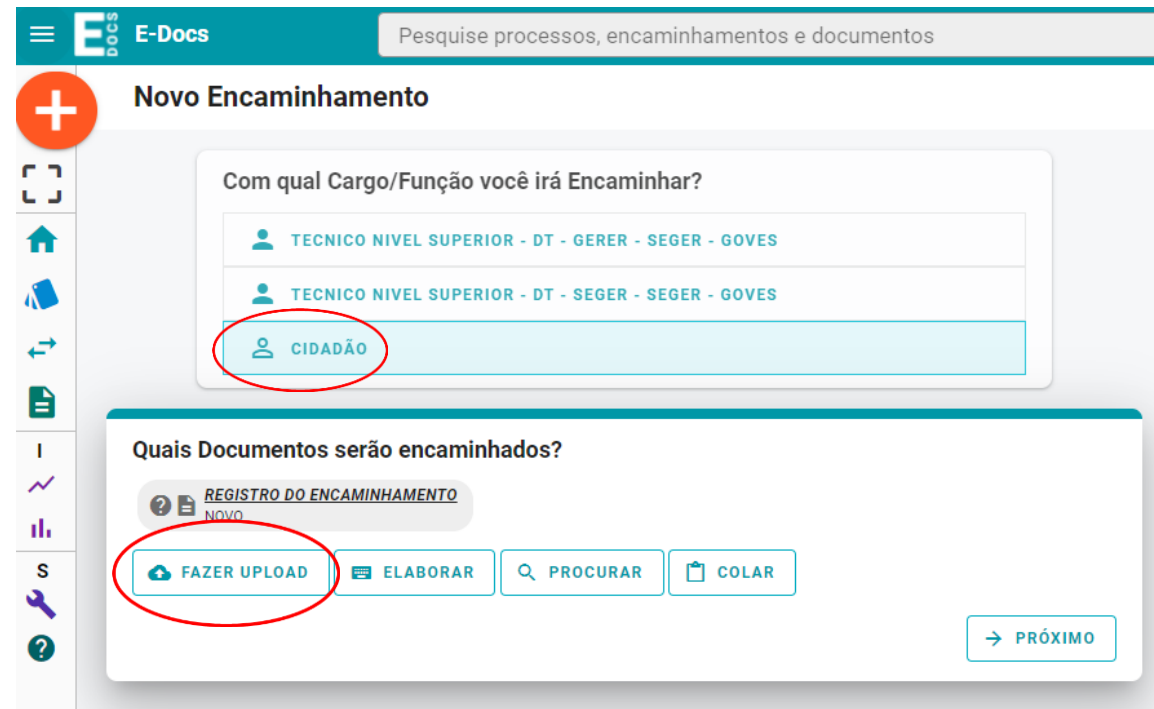 E DOCS E-Docs Pesquise processos, encaminhamentos e documentos
Novo Encaminhamento
Com qual Cargo/Função você irá Encaminhar?
TECNICO NIVEL SUPERIOR - DT - GERER - SEGER - GOVES
TECNICO NIVEL SUPERIOR - DT - SEGER - SEGER - GOVES
CIDADÃO
Quais Documentos serão encaminhados?
REGISTRO DO ENCAMINHAMENTO
NOVO
FAZER UPLOAD ELABORAR PROCURAR COLAR
PRÓXIMO
I
S